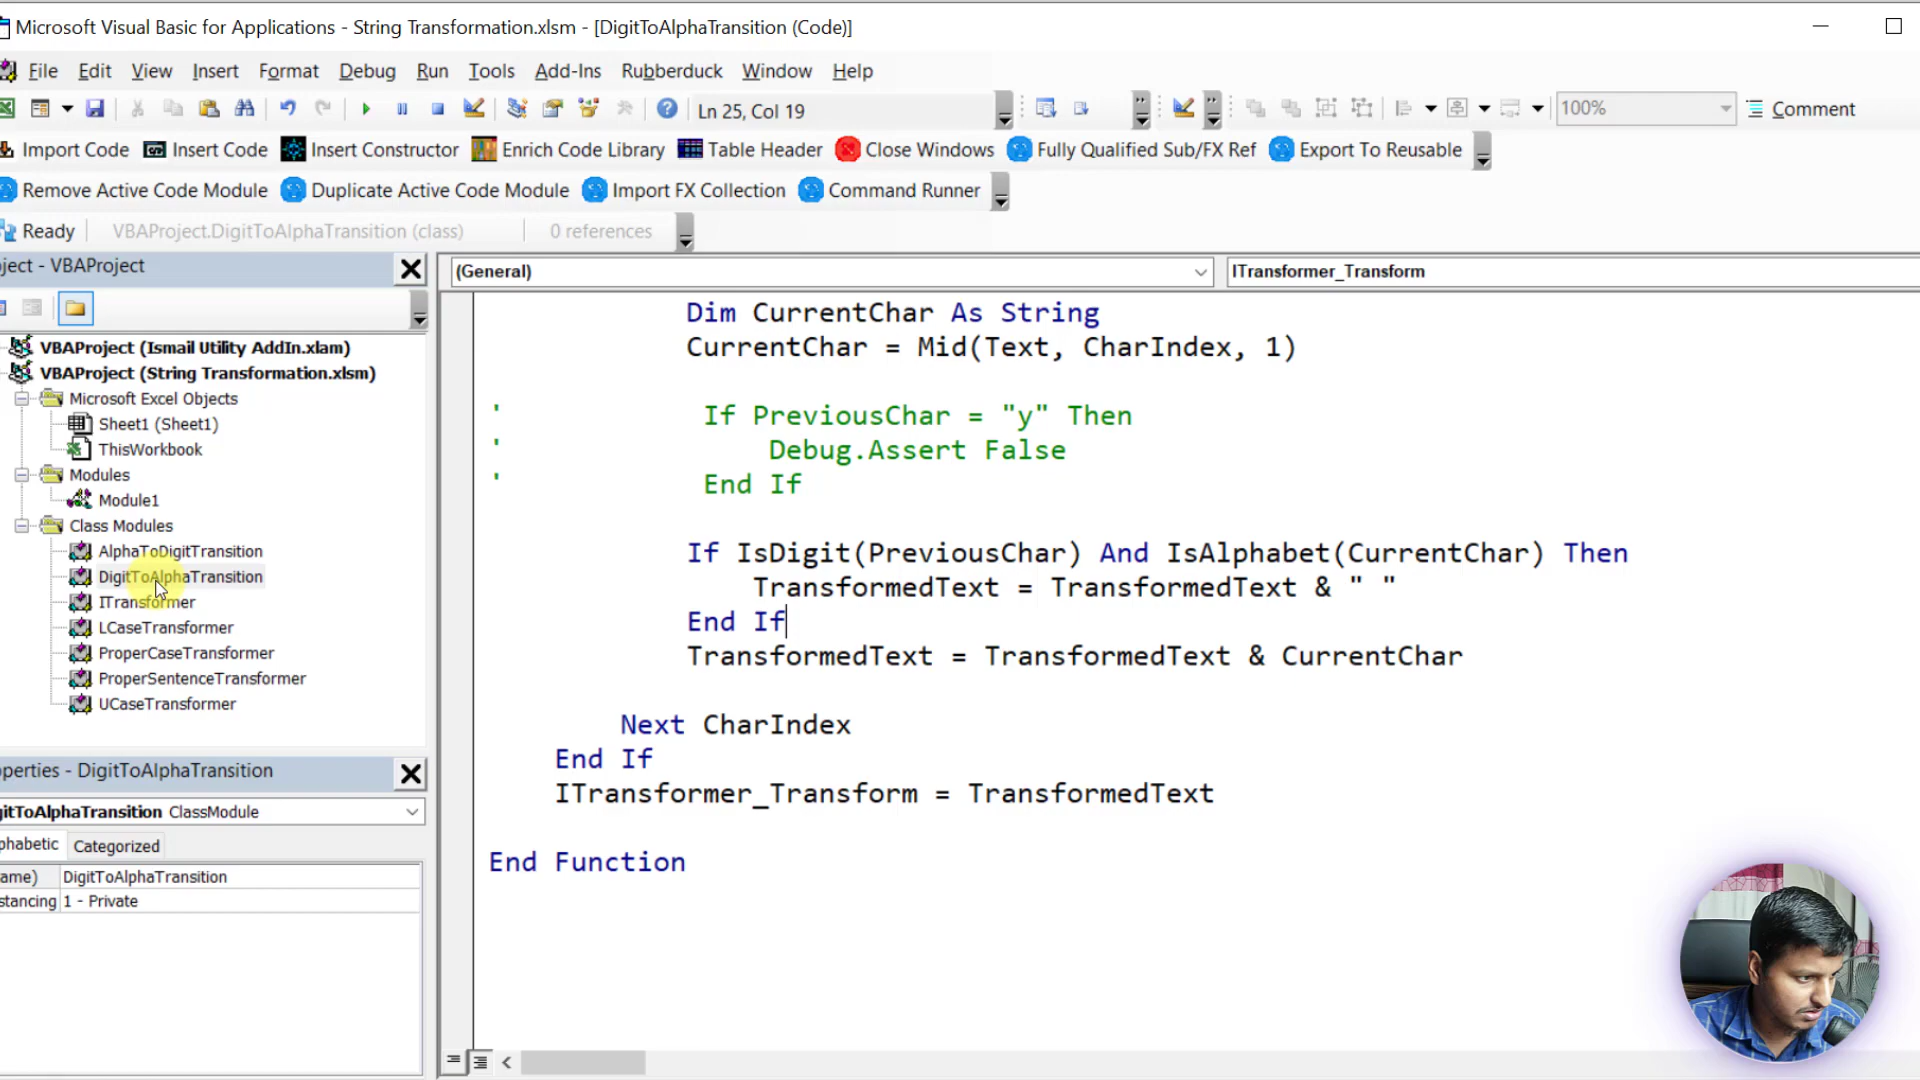 Microsoft Visual Basic for Applications - String Transformation.xlsm - [DigitToAlphaTransition (Code)]
File Edit View Insert Format Debug Run Tools Add-Ins Rubberduck Window Help
Ln 25, Col 19 100% Comment
Import Code Insert Code Insert Constructor Enrich Code Library Table Header Close Windows Fully Qualified Sub/FX Ref Export To Reusable
Remove Active Code Module Duplicate Active Code Module Import FX Collection Command Runner
Ready VBAProject.DigitToAlphaTransition (class) 0 references
ject - VBAProject
(General) ITransformer_Transform
VBAProject (Ismail Utility AddIn.xlam)
VBAProject (String Transformation.xlsm)
Microsoft Excel Objects
Sheet1 (Sheet1)
ThisWorkbook
Modules
Module1
Class Modules
AlphaToDigitTransition
DigitToAlphaTransition
ITransformer
LCaseTransformer
ProperCaseTransformer
ProperSentenceTransformer
UCaseTransformer
operties - DigitToAlphaTransition
gitToAlphaTransition ClassModule
phabetic Categorized
ame) DigitToAlphaTransition
stancing 1 - Private
Dim CurrentChar As String
CurrentChar = Mid(Text, CharIndex, 1)
' If PreviousChar = "y" Then
' Debug.Assert False
' End If
If IsDigit(PreviousChar) And IsAlphabet(CurrentChar) Then
TransformedText = TransformedText & " "
End If
TransformedText = TransformedText & CurrentChar
Next CharIndex
End If
ITransformer_Transform = TransformedText
End Function